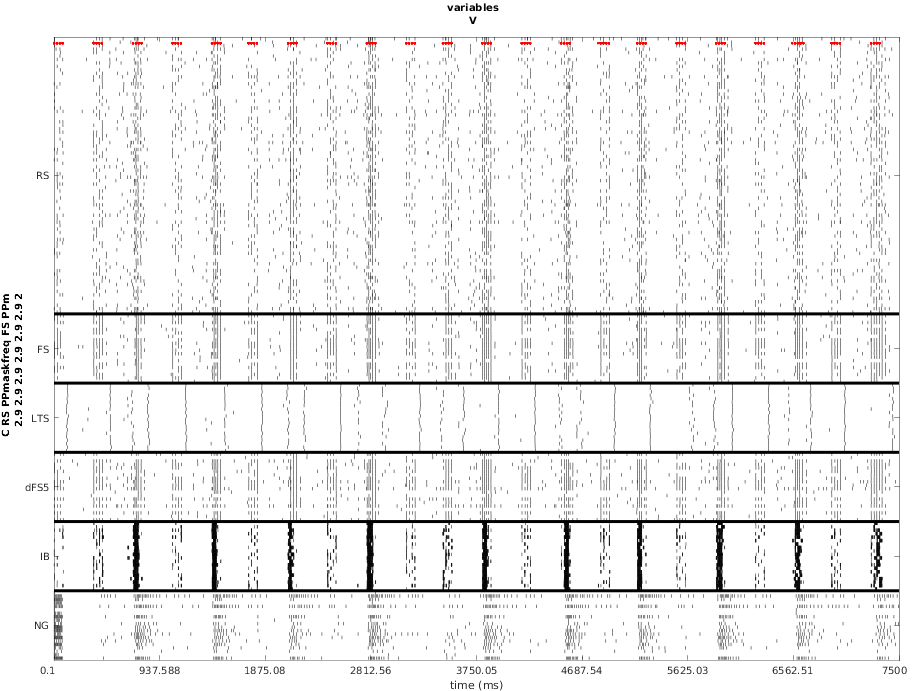 variables
V
C RS PPmaskfreq FS PPm
2.9 2.9 2.9 2.9 2.9 2.9 2
RS
FS
LTS
dFS5
IB
NG
0.1 937.588 1875.08 2812.56 3750.05 4687.54 5625.03 6562.51 7500
time (ms)